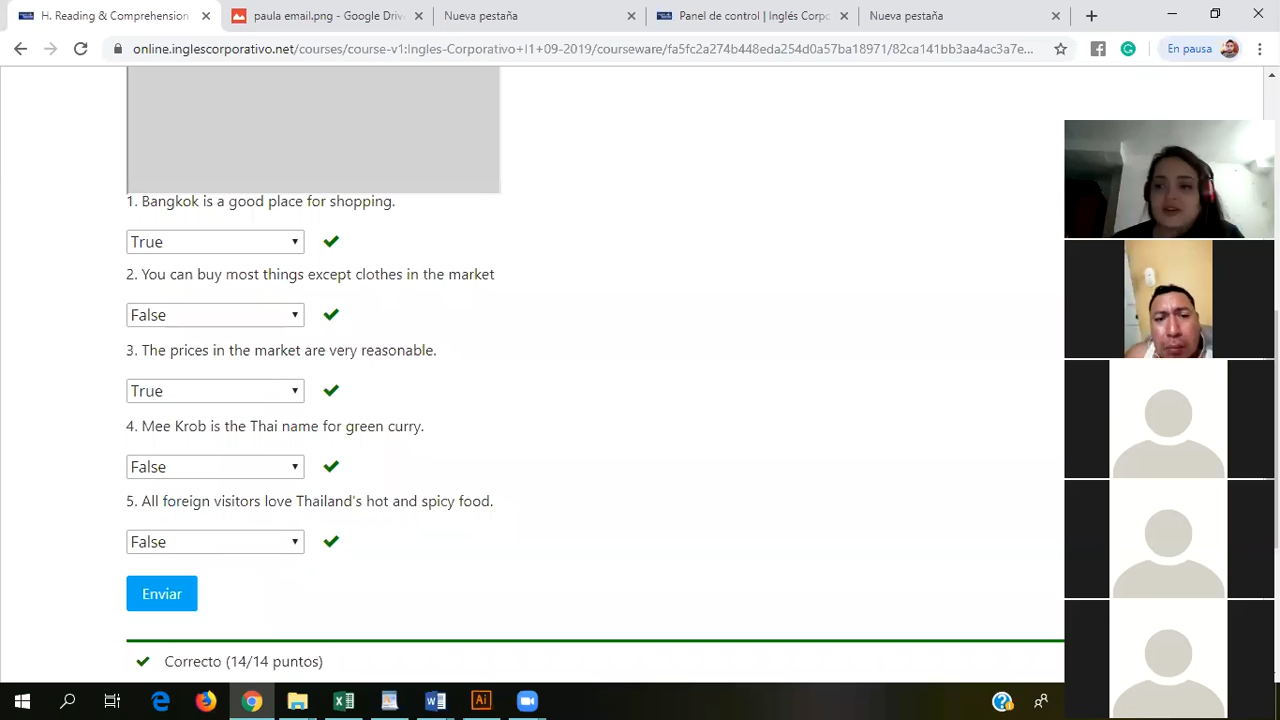 H. Reading & Comprehension
paula email.png - Google Driv
Nueva pestaña
Panel de control | Inglés Corpo
Nueva pestaña
online.inglescorporativo.net/courses/course-v1:Ingles-Corporativo+I1+09-2019/courseware/fa5fc2a274b448eda254d0a57ba18971/82ca141bb3aa4ac3a7e...
En pausa
1. Bangkok is a good place for shopping.
True
2. You can buy most things except clothes in the market
False
3. The prices in the market are very reasonable.
True
4. Mee Krob is the Thai name for green curry.
False
5. All foreign visitors love Thailand's hot and spicy food.
False
Enviar
Correcto (14/14 puntos)